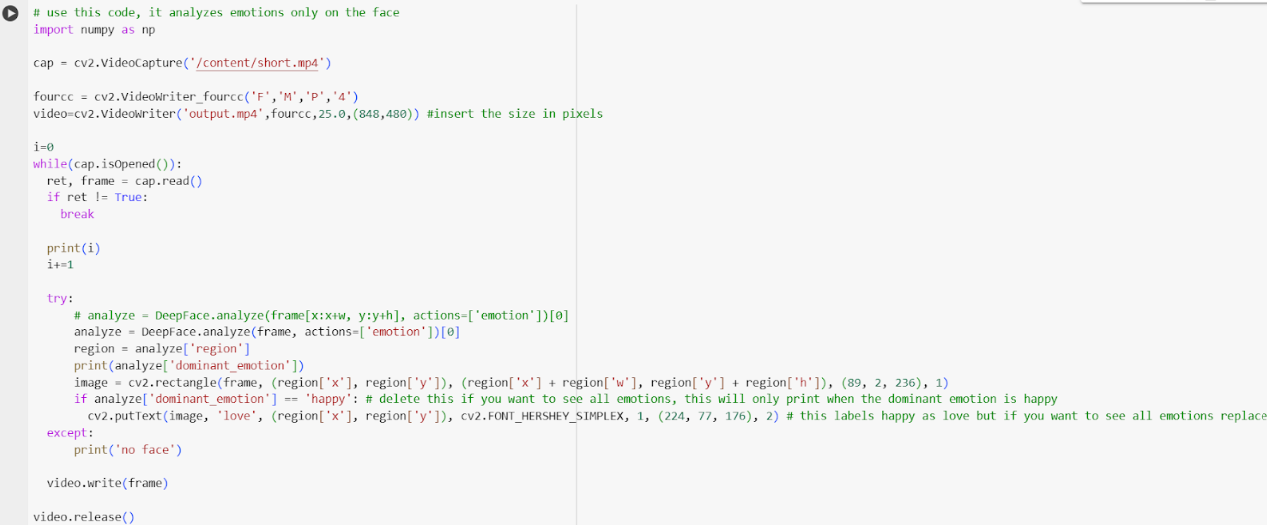 # use this code, it analyzes emotions only on the face
import numpy as np
cap = cv2.VideoCapture('/content/short.mp4')
fourcc = cv2.VideoWriter_fourcc('F','M','P','4')
video=cv2.VideoWriter('output.mp4',fourcc,25.0,(848,480)) #insert the size in pixels
i=0
while(cap.isOpened()):
  ret, frame = cap.read()
  if ret != True:
    break
  print(i)
  i+=1
  try:
      # analyze = DeepFace.analyze(frame[x:x+w, y:y+h], actions=['emotion'])[0]
      analyze = DeepFace.analyze(frame, actions=['emotion'])[0]
      region = analyze['region']
      print(analyze['dominant_emotion'])
      image = cv2.rectangle(frame, (region['x'], region['y']), (region['x'] + region['w'], region['y'] + region['h']), (89, 2, 236), 1)
      if analyze['dominant_emotion'] == 'happy': # delete this if you want to see all emotions, this will only print when the dominant emotion is happy
        cv2.putText(image, 'love', (region['x'], region['y']), cv2.FONT_HERSHEY_SIMPLEX, 1, (224, 77, 176), 2) # this labels happy as love but if you want to see all emotions replace
  except:
      print('no face')
  video.write(frame)
video.release()